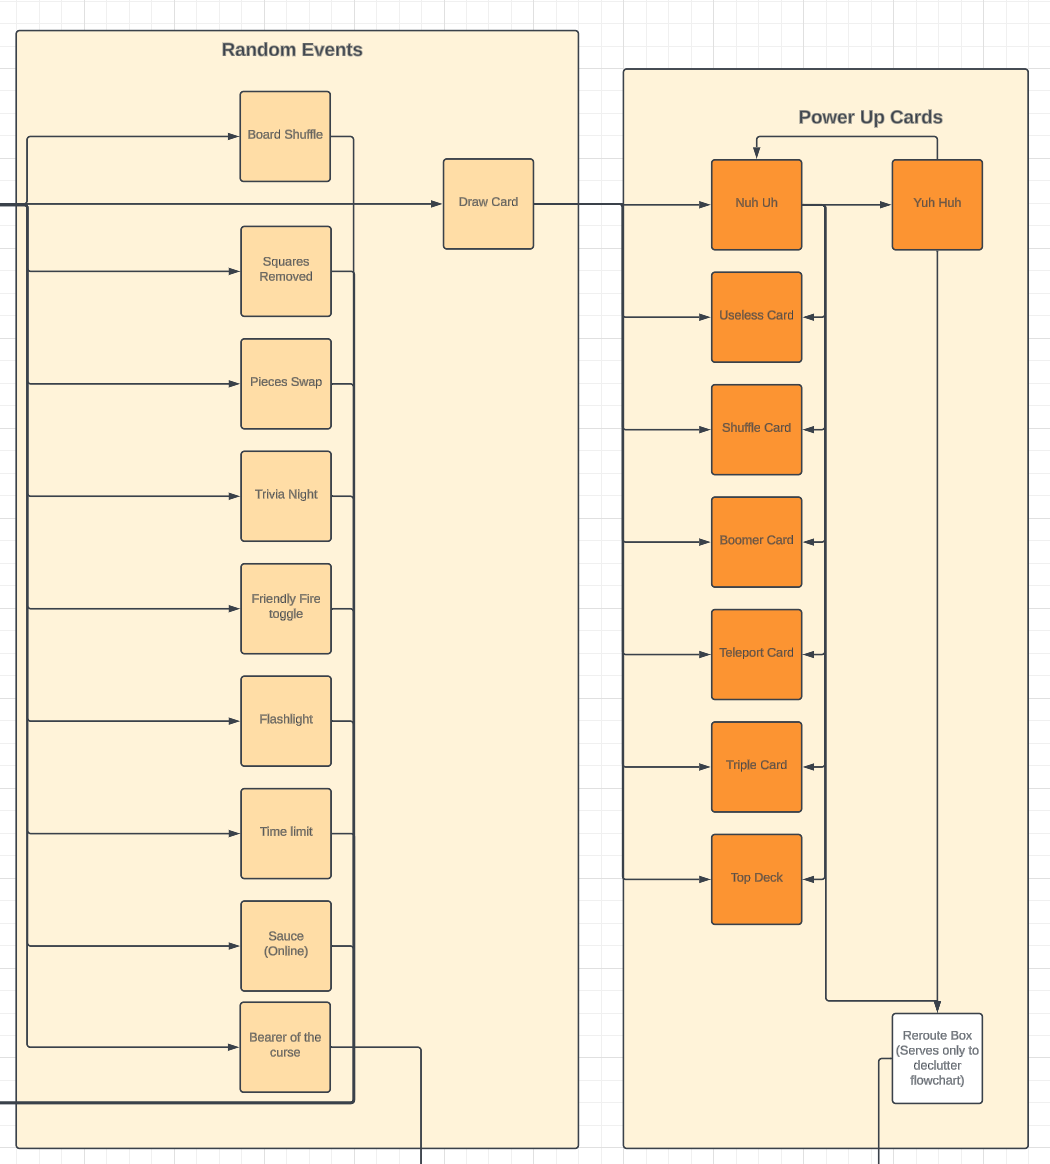 Random Events
Board Shuffle
Draw Card
Squares
Removed
Pieces Swap
Trivia Night
Friendly Fire
toggle
Flashlight
Time limit
Sauce
(Online)
Bearer of the
curse
Power Up Cards
Nuh Uh
Yuh Huh
Useless Card
Shuffle Card
Boomer Card
Teleport Card
Triple Card
Top Deck
Reroute Box
(Serves only to
declutter
flowchart)